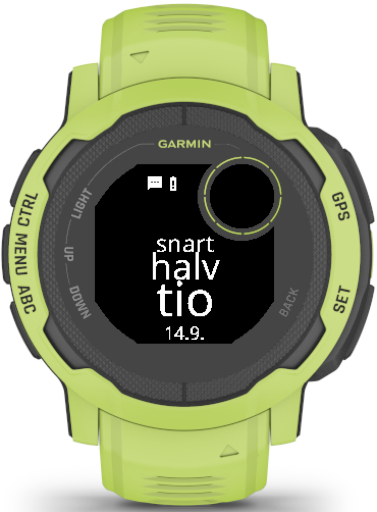 GARMIN
LIGHT
CTRL
GPS
UP
MENU
snart
halv
tio
14.9.
DOWN
ABC
BACK
SET